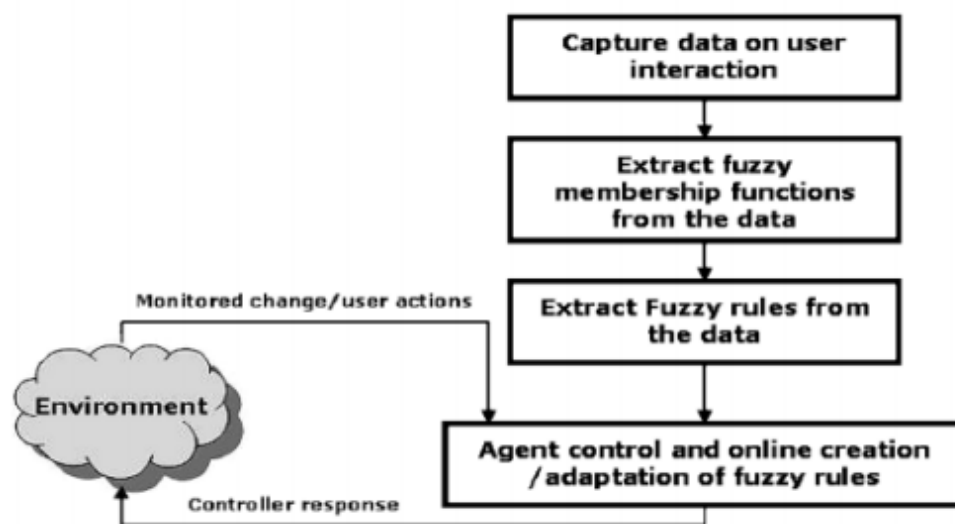 Capture data on user
interaction
Extract fuzzy
membership functions
from the data
Extract Fuzzy rules from
the data
Monitored change/user actions
Environment
Agent control and online creation
/adaptation of fuzzy rules
Controller response